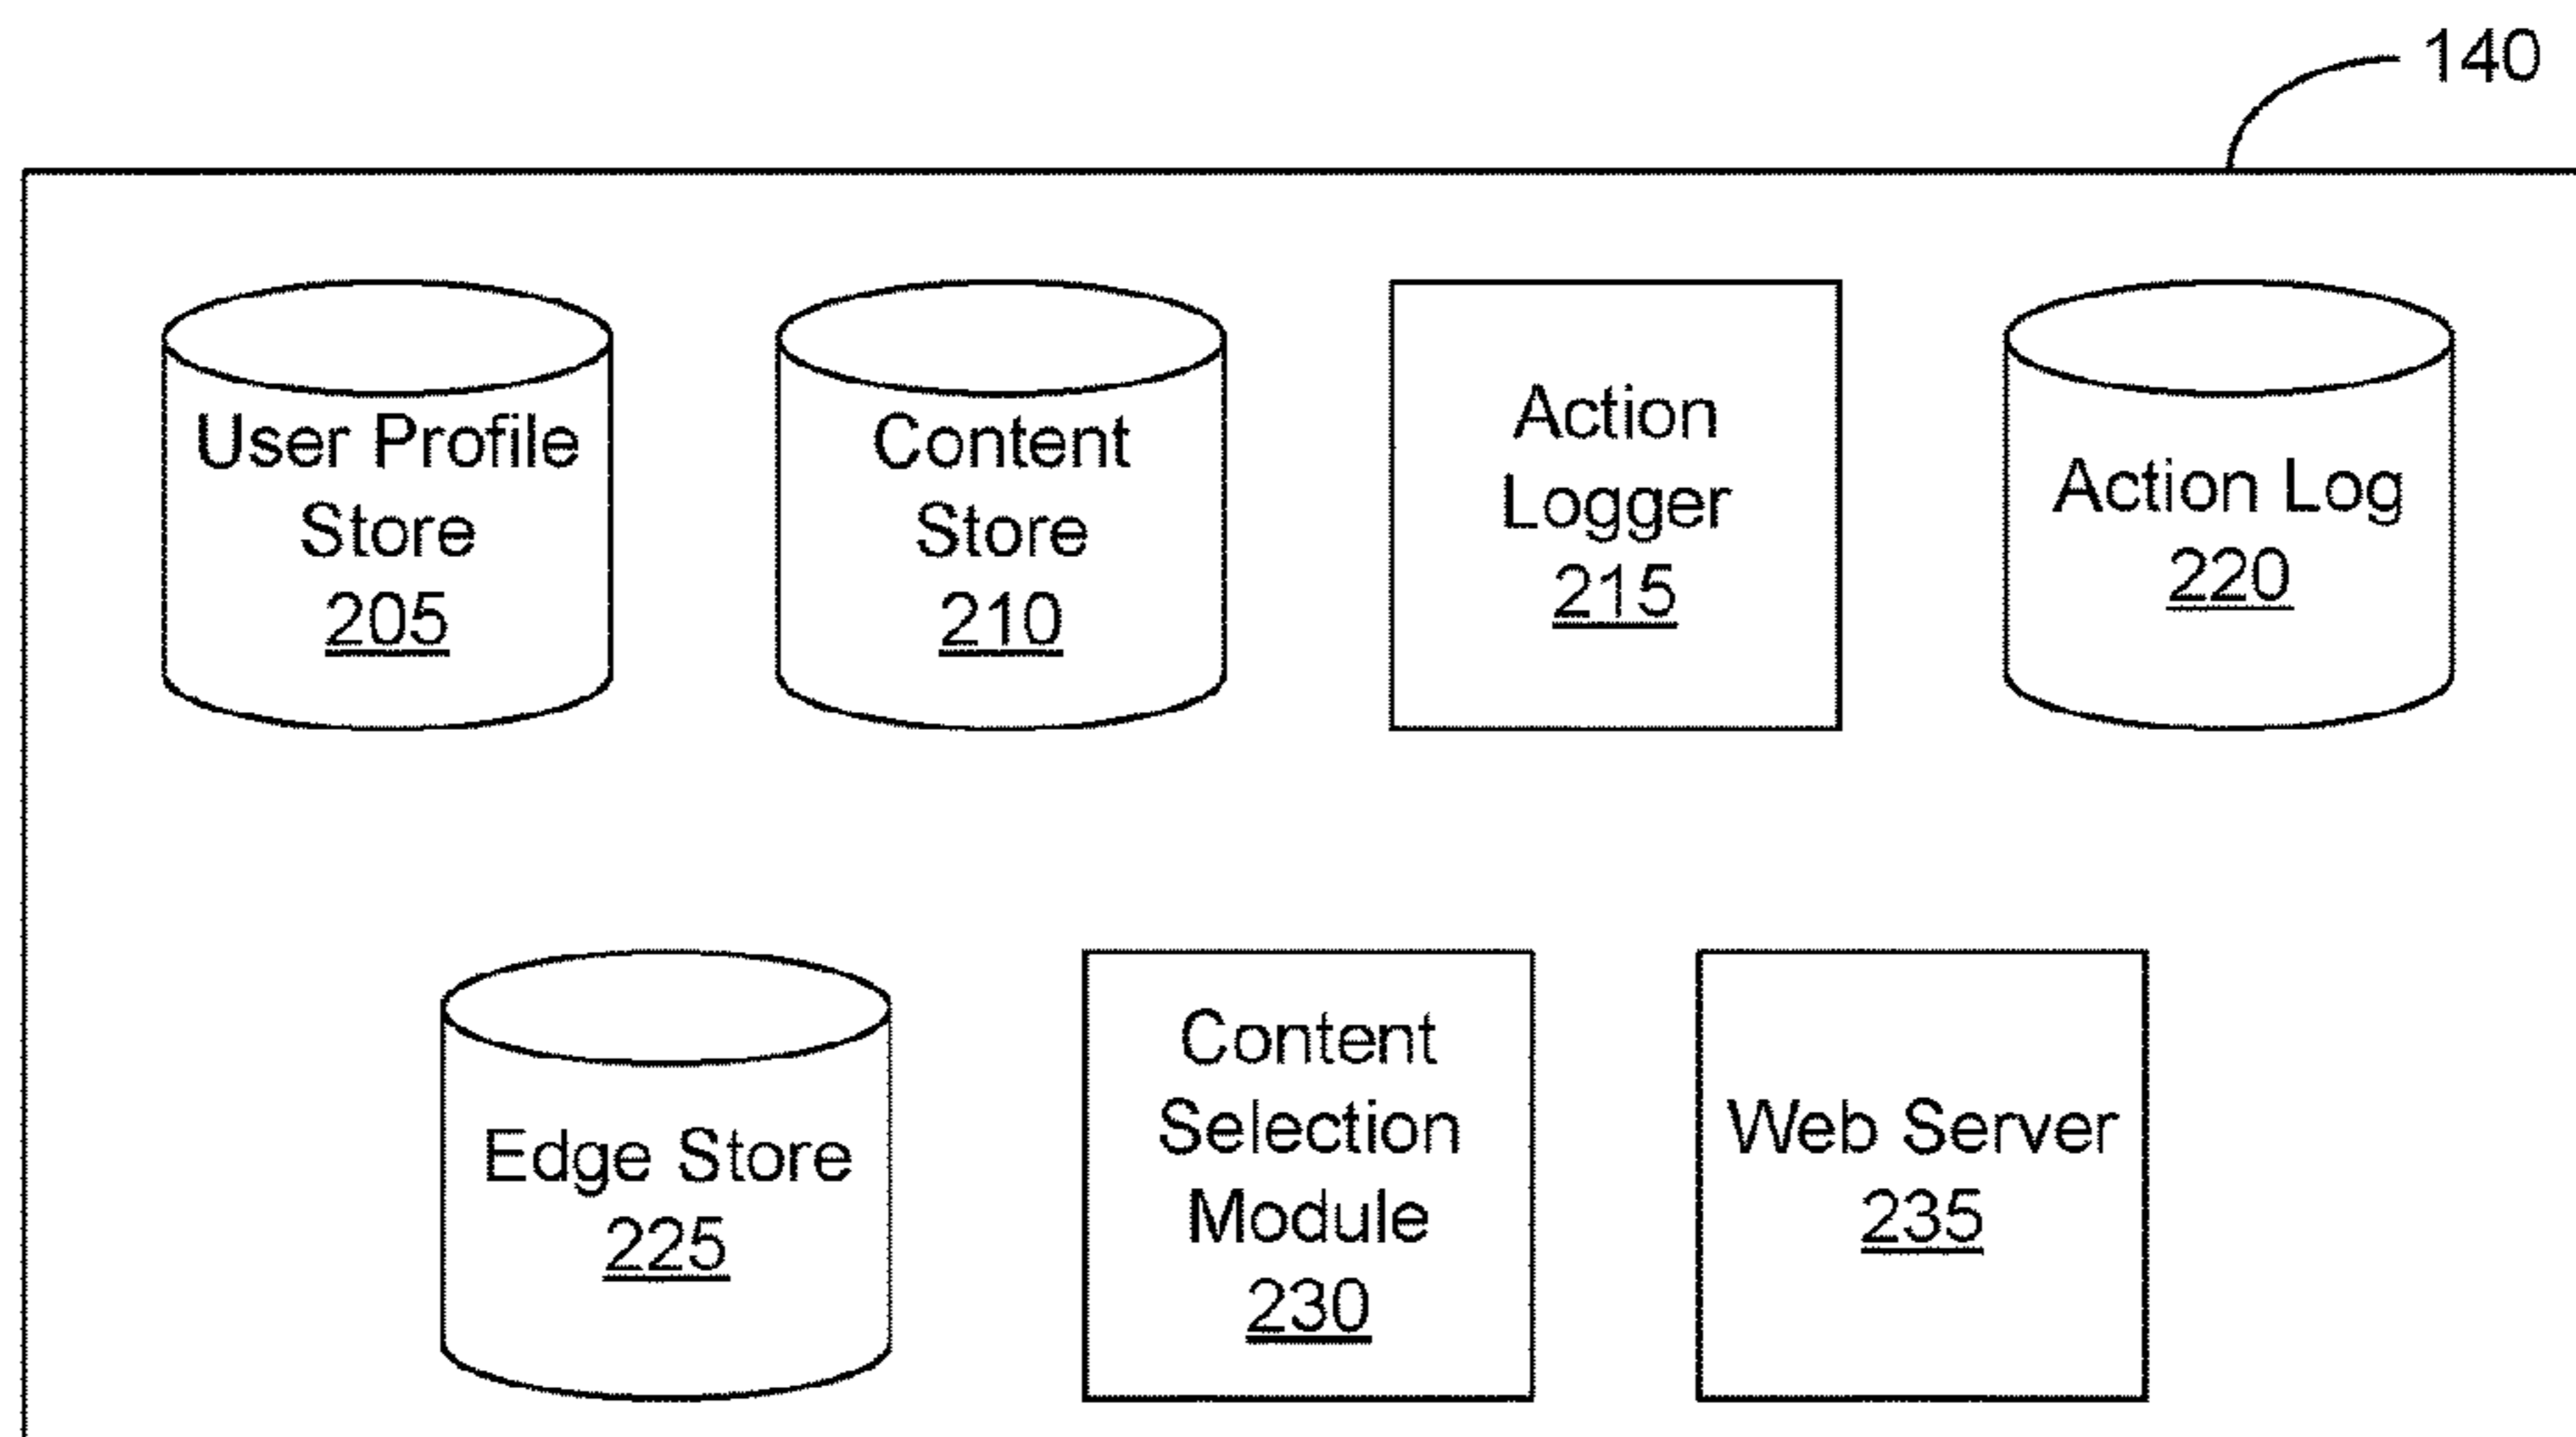 140
User Profile
Store
205
Content
Store
210
Action
Logger
215
Action Log
220
Edge Store
225
Content
Selection
Module
230
Web Server
235